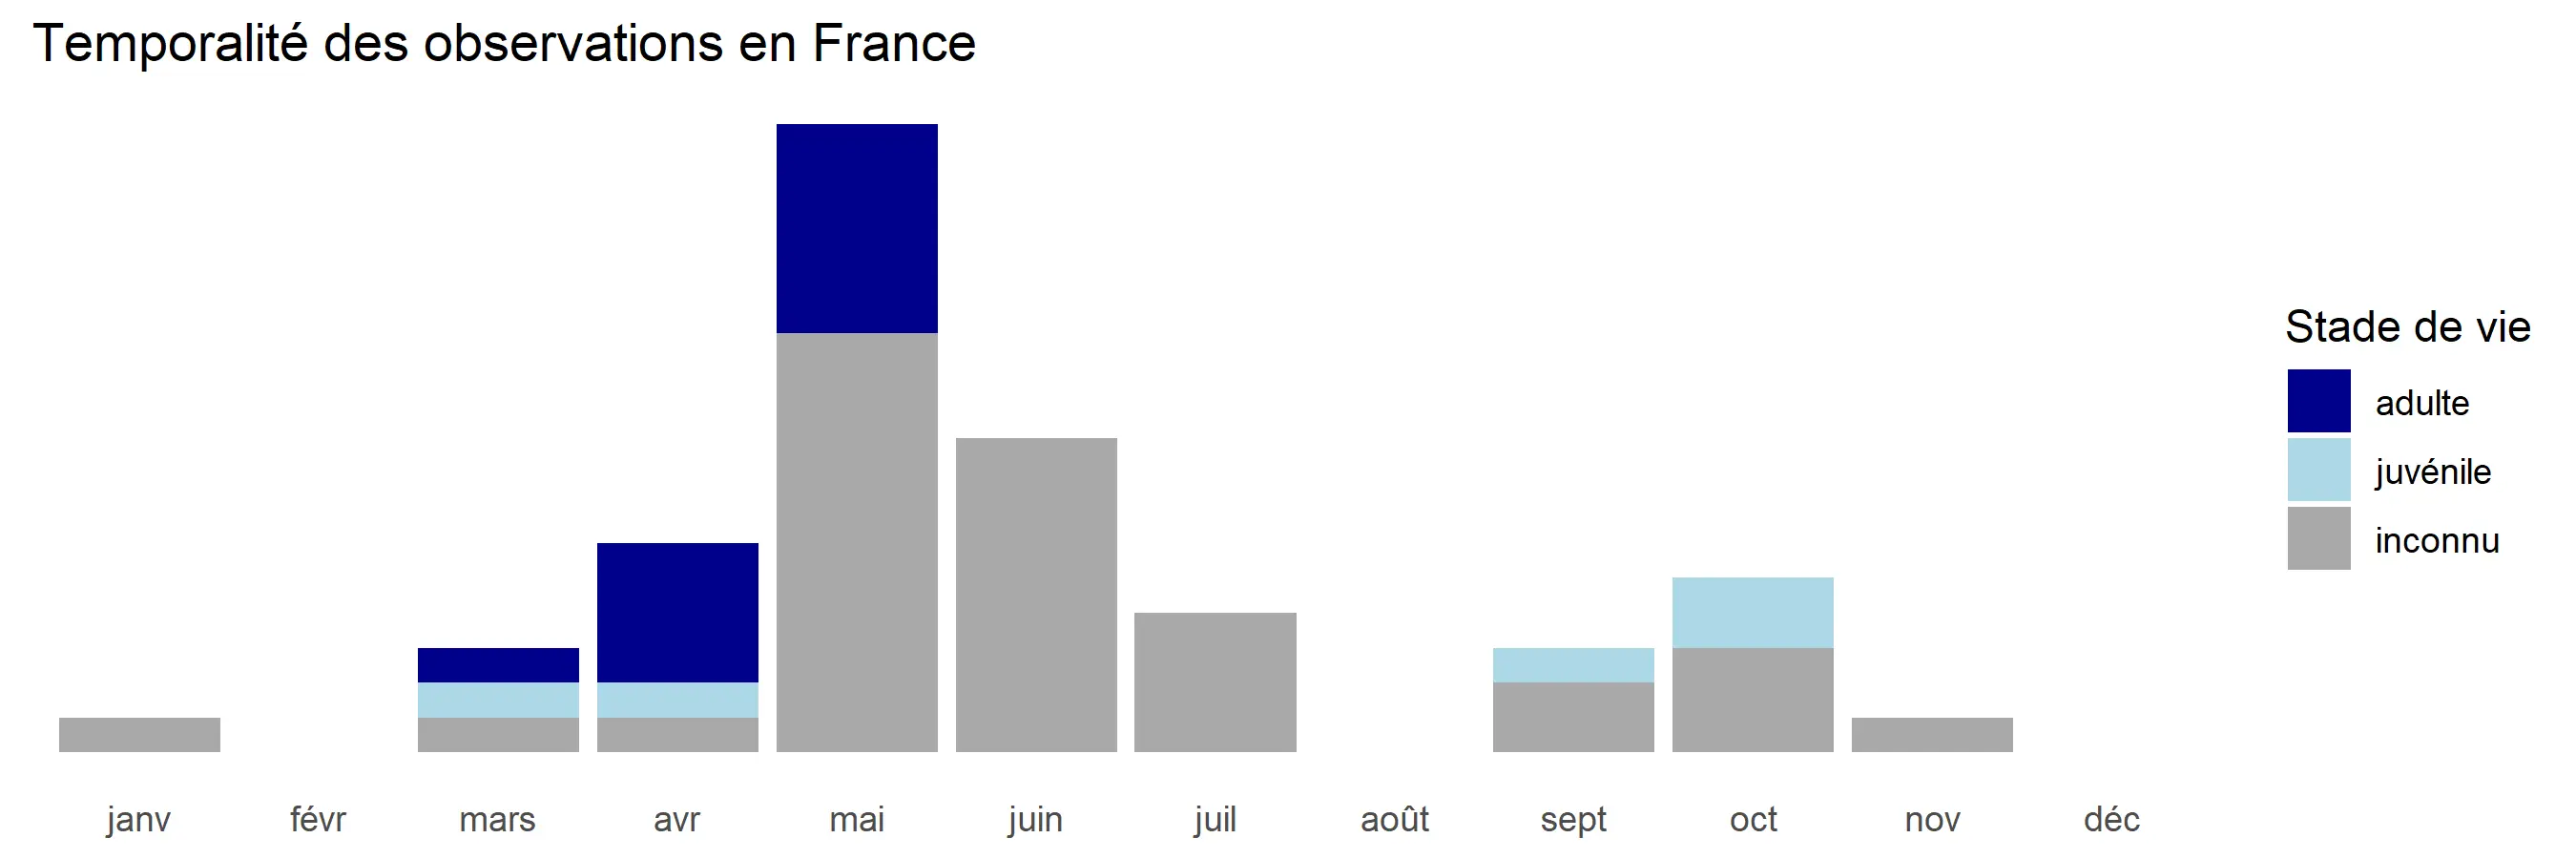 Temporalité des observations en France
Stade de vie
adulte
juvénile
inconnu
janv févr mars avr mai juin juil août sept oct nov déc